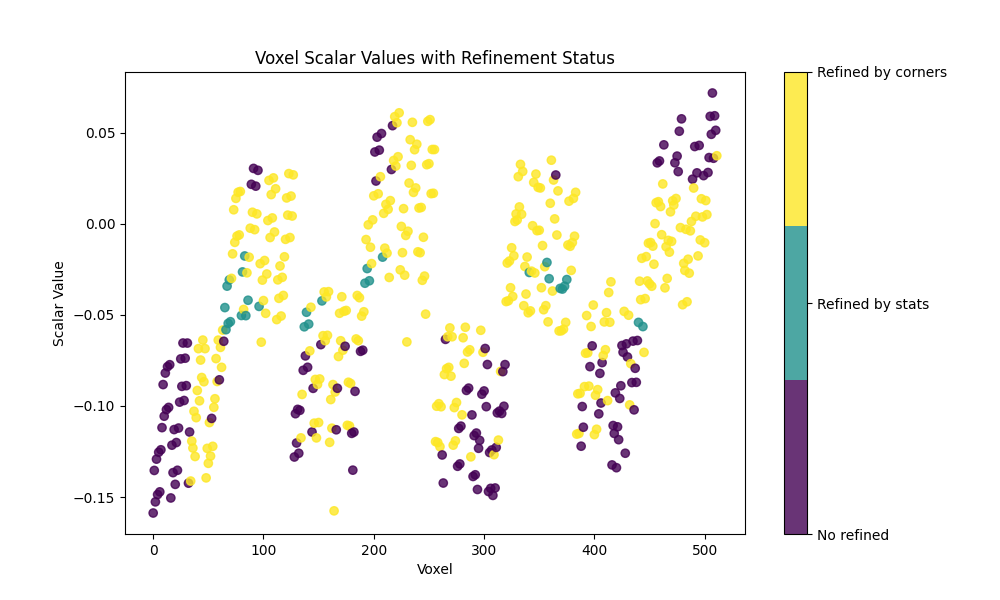 Voxel Scalar Values with Refinement Status
Refined by corners
0.05
0.00
Scalar Value
Refined by stats
−0.05
−0.10
−0.15
No refined
0 100 200 300 400 500
Voxel